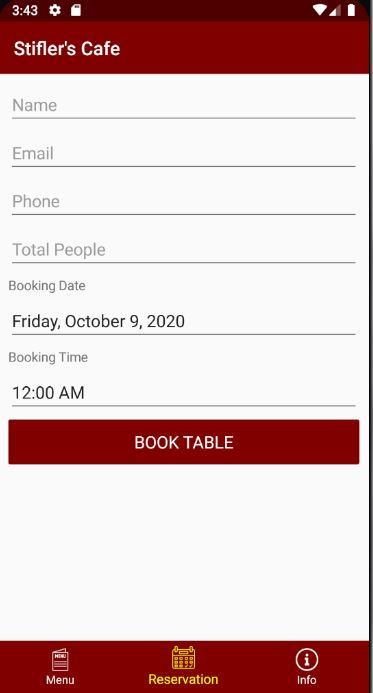 3:43
Stifler's Cafe
Name
Email
Phone
Total People
Booking Date
Friday, October 9, 2020
Booking Time
12:00 AM
BOOK TABLE
MENU
Menu
Reservation
Info